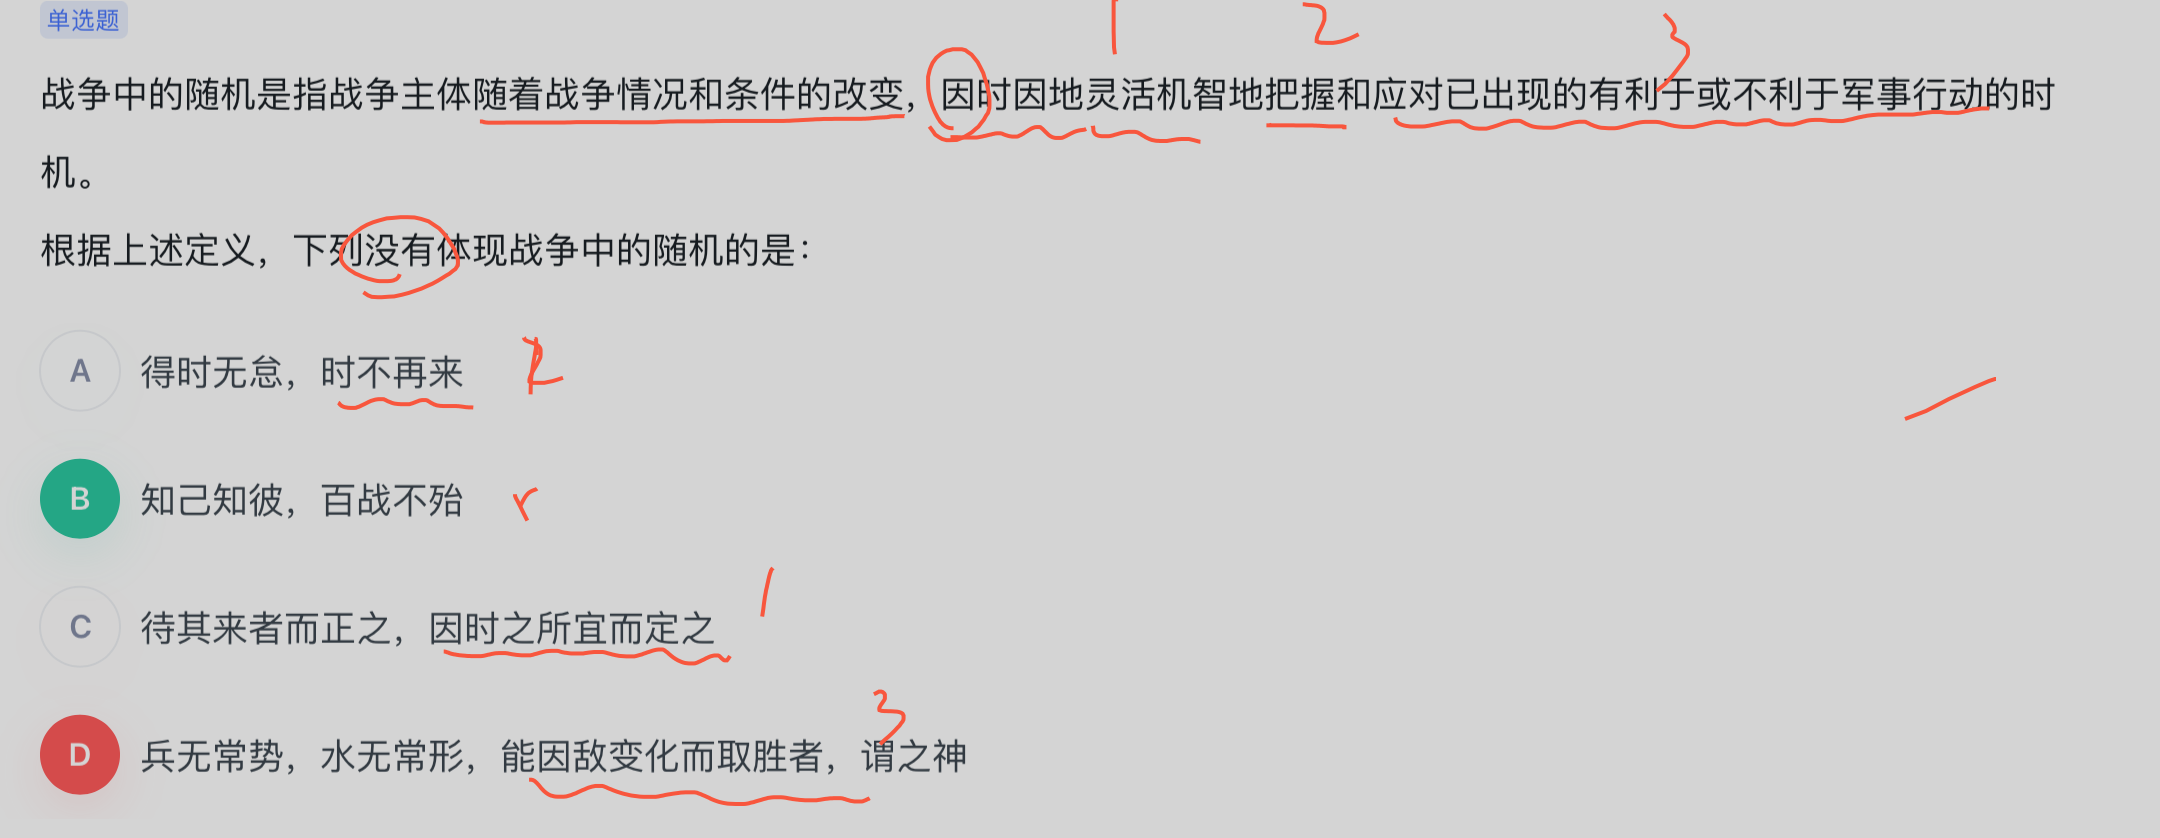 单选题
1 2 3
战争中的随机是指战争主体随着战争情况和条件的改变，因时因地灵活机智地把握和应对已出现的有利于或不利于军事行动的时
机。
根据上述定义，下列没有体现战争中的随机的是：
A 得时无怠，时不再来
B 知己知彼，百战不殆
C 待其来者而正之，因时之所宜而定之 1
D 兵无常势，水无常形，能因敌变化而取胜者，谓之神 3